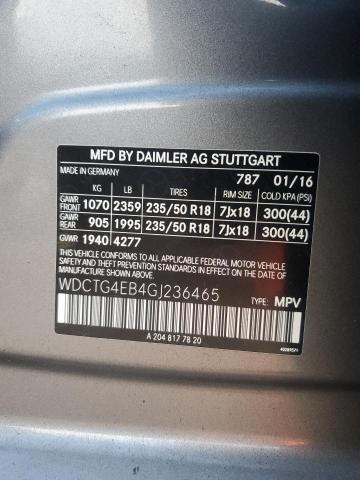 MFD BY DAIMLER AG STUTTGART
MADE IN GERMANY 787 01/16
KG LB TIRES RIM SIZE COLD KPA (PSI)
GAWR FRONT 1070 2359 235/50 R18 7Jx18 300(44)
GAWR REAR 905 1995 235/50 R18 7Jx18 300(44)
GVWR 1940 4277
THIS VEHICLE CONFORMS TO ALL APPLICABLE
FEDERAL MOTOR VEHICLE SAFETY
STANDARDS IN EFFECT ON THE DATE OF
MANUFACTURE SHOWN ABOVE.
WDCTG4EB4GJ236465 TYPE: MPV
A 204 817 78 20